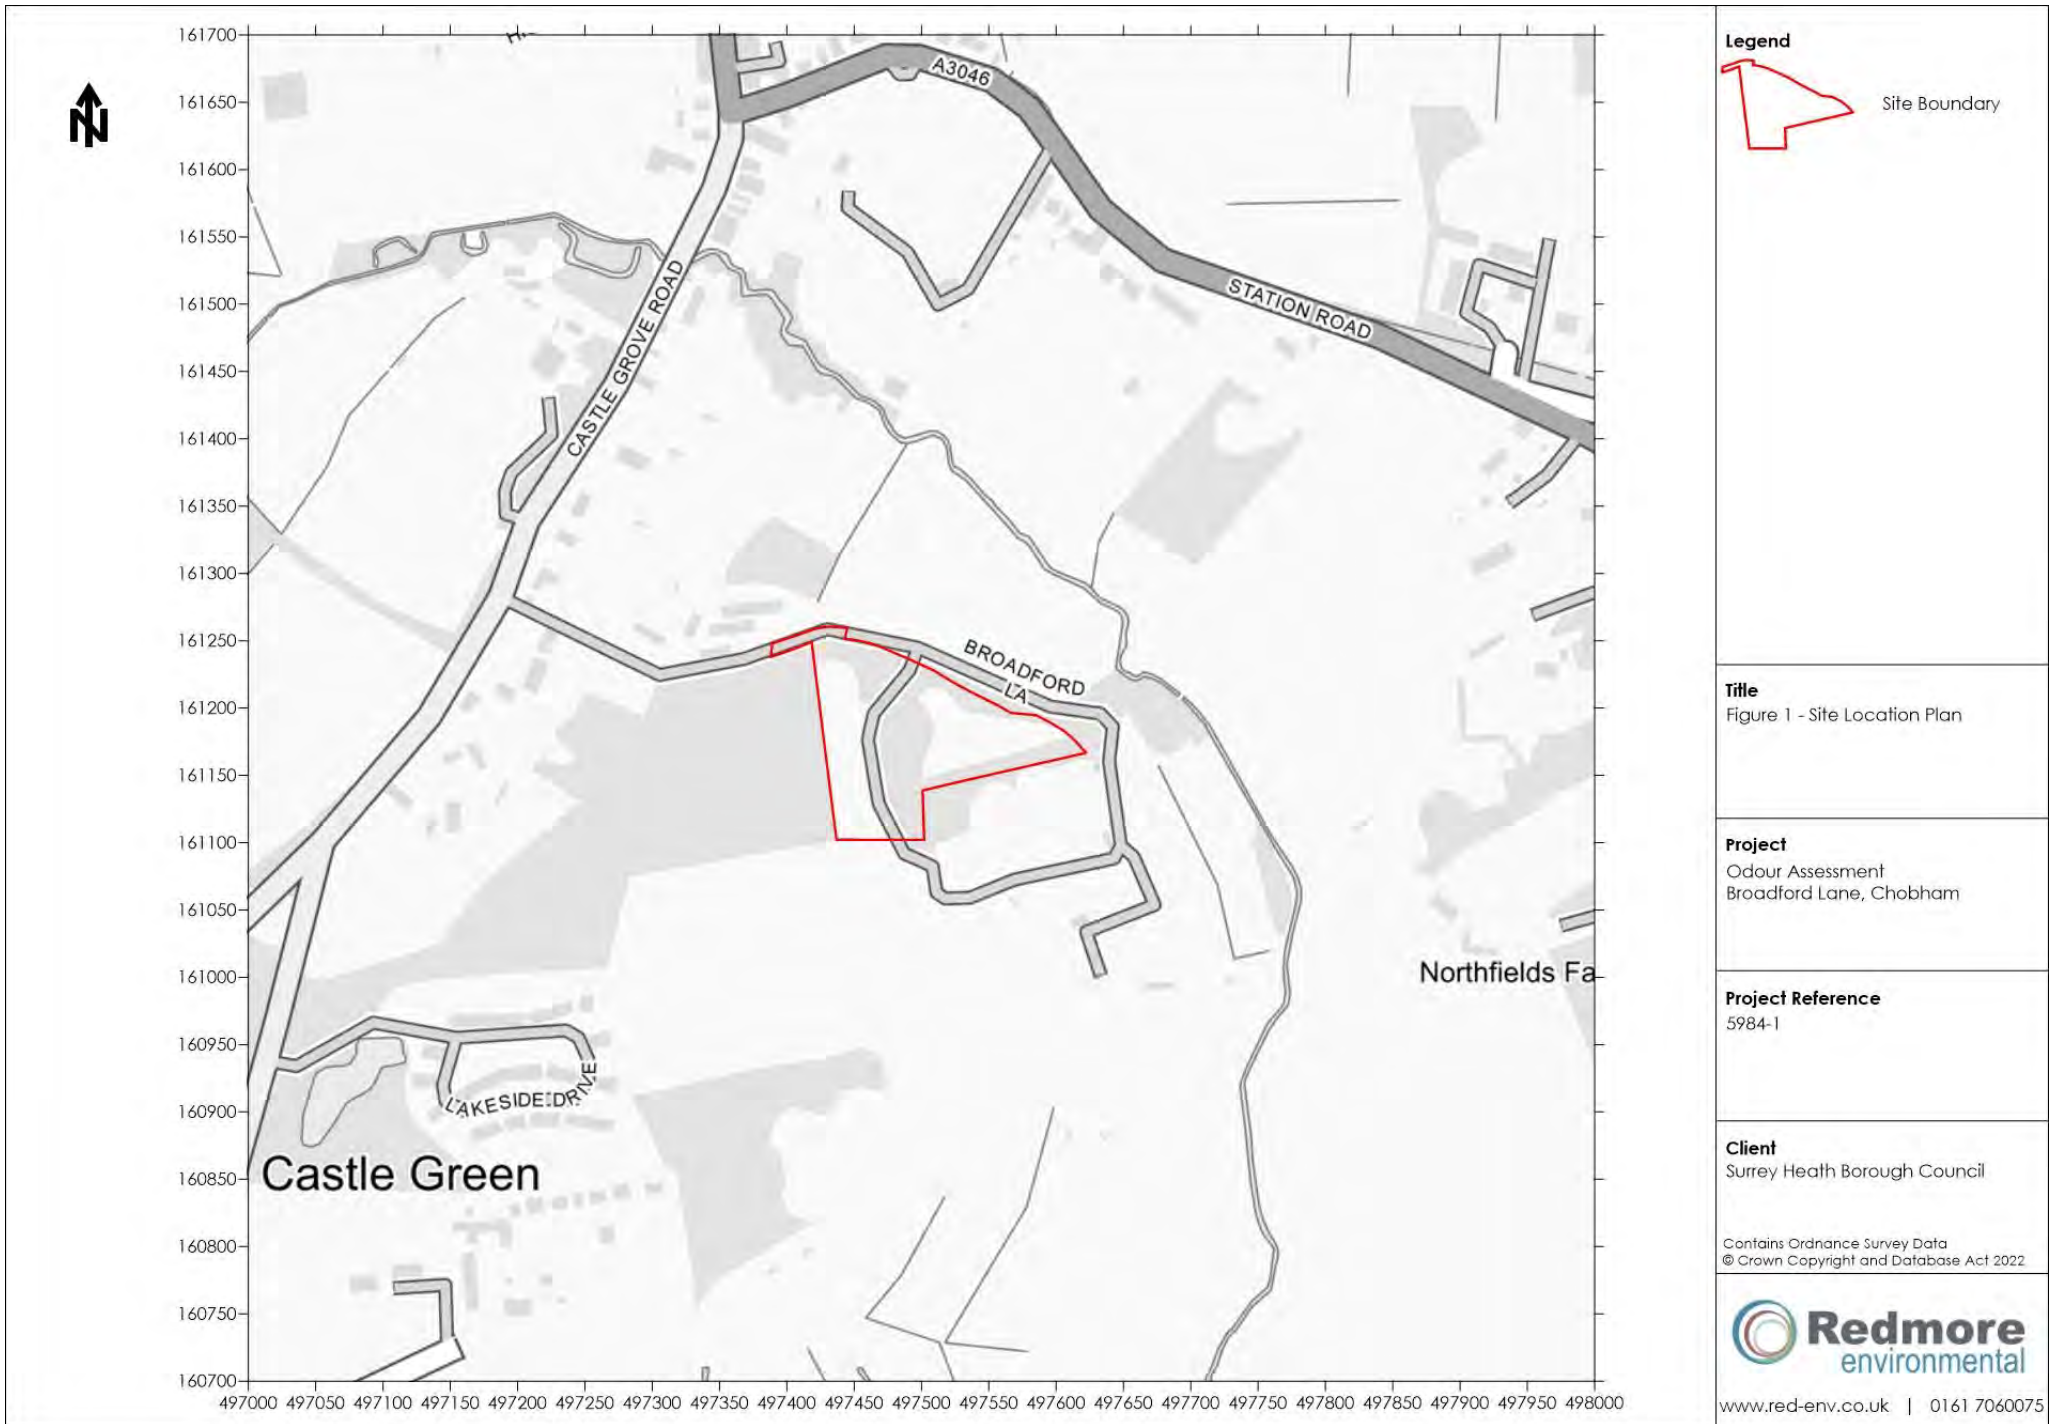 161700
161650
161600
161550
161500
161450
161400
161350
161300
161250
161200
161150
161100
161050
161000
160950
160900
160850
160800
160750
160700
497000 497050 497100 497150 497200 497250 497300 497350 497400 497450 497500 497550 497600 497650 497700 497750 497800 497850 497900 497950 498000
N
A3046
CASTLE GROVE ROAD
STATION ROAD
BROADFORD
LA
Northfields Fa
LAKESIDE DRIVE
Castle Green
Legend
Site Boundary
Title
Figure 1 - Site Location Plan
Project
Odour Assessment
Broadford Lane, Chobham
Project Reference
5984-1
Client
Surrey Heath Borough Council
Contains Ordnance Survey Data
© Crown Copyright and Database Act 2022
Redmore
environmental
www.red-env.co.uk | 0161 7060075